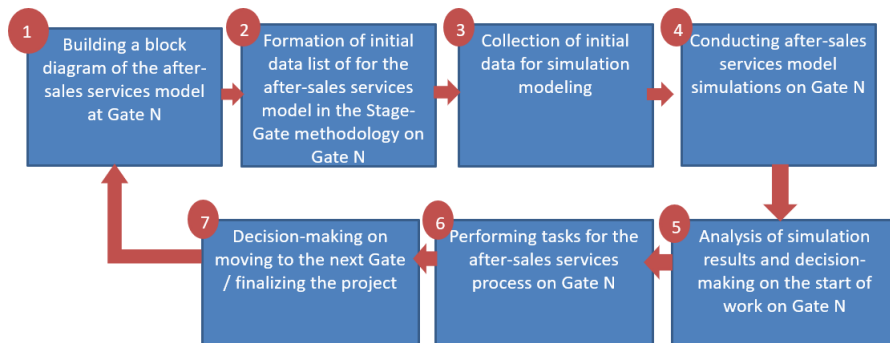 1
Building a block
diagram of the after-
sales services model
at Gate N
2
Formation of initial
data list of for the
after-sales services
model in the Stage-
Gate methodology on
Gate N
3
Collection of initial
data for simulation
modeling
4
Conducting after-sales
services model
simulations on Gate N
5
Analysis of simulation
results and decision-
making on the start of
work on Gate N
6
Performing tasks for the
after-sales services
process on Gate N
7
Decision-making on
moving to the next Gate
/ finalizing the project